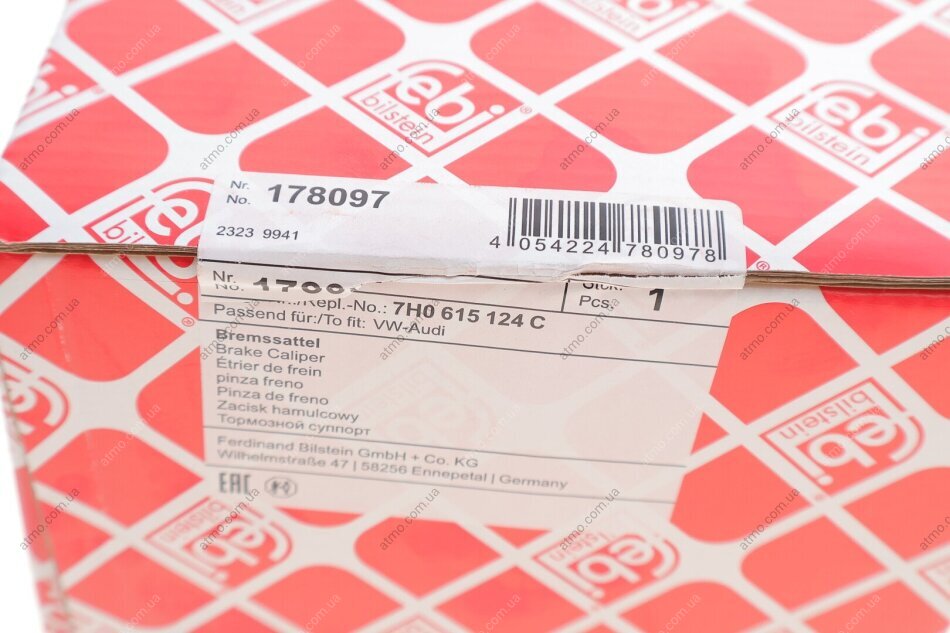 febi
bilstein
Nr.
No. 178097
2323 9941
4 054224 780978
Nr.
No.
Pcs. 1
/Repl.-No.: 7H0 615 124 C
Passend für:/To fit: VW-Audi
Bremssattel
Brake Caliper
Étrier de frein
pinza freno
Pinza de freno
Zacisk hamulcowy
Тормозной суппорт
Ferdinand Bilstein GmbH + Co. KG
Wilhelmstraße 47 | 58256 Ennepetal | Germany
EAC
atmo.com.ua